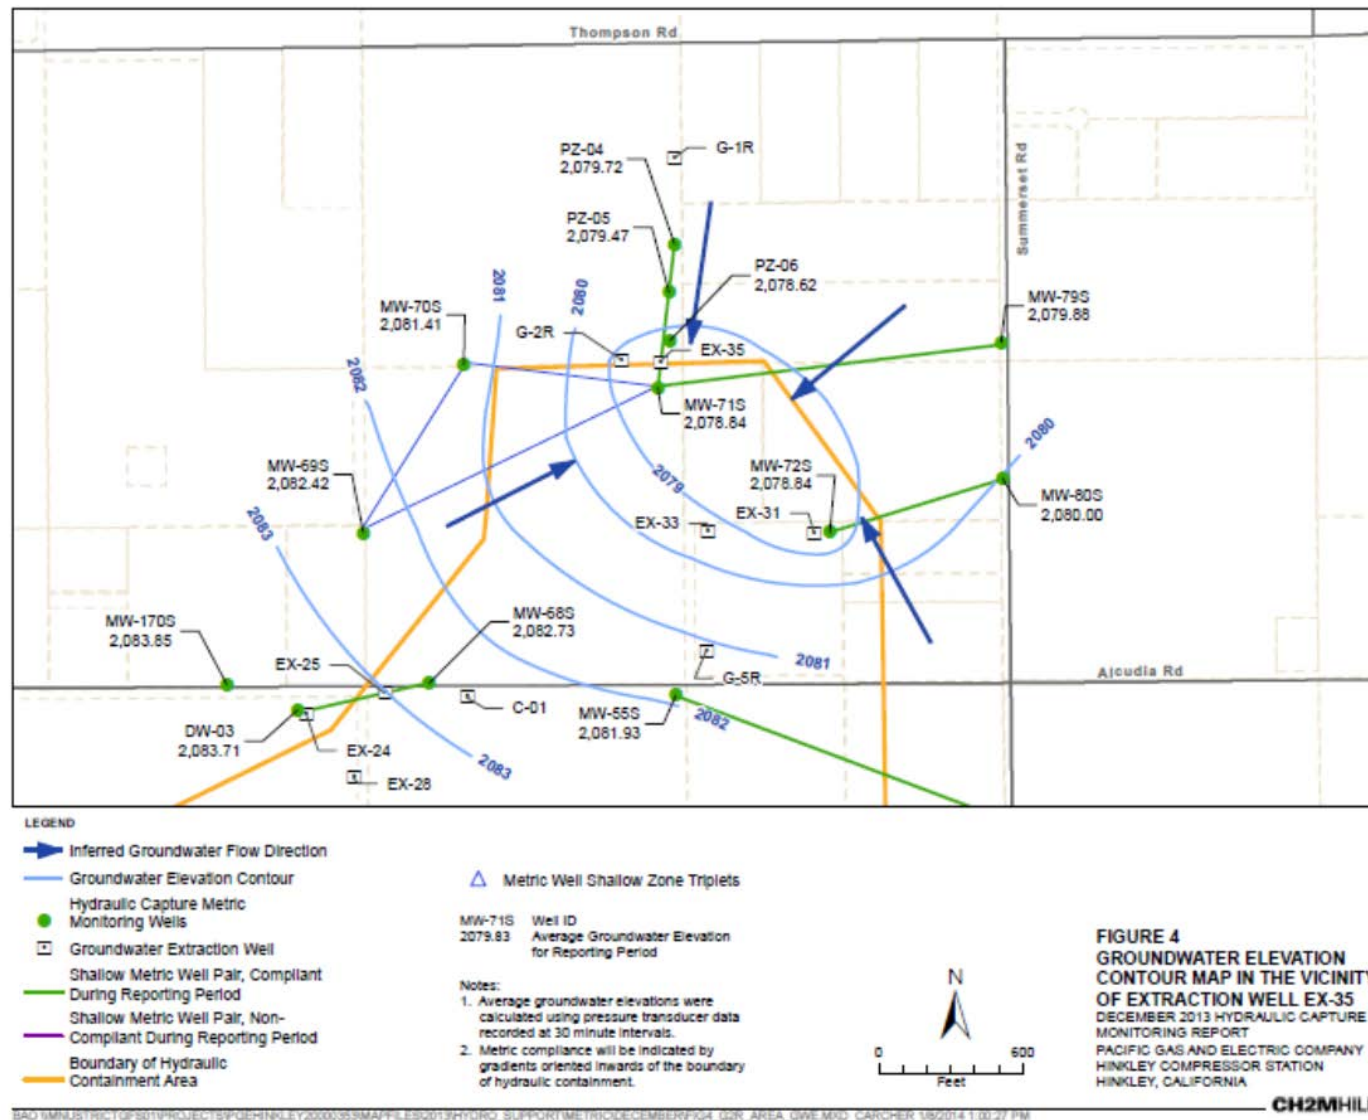 Thompson Rd
G-1R
PZ-04
2,079.72
PZ-05
2,079.47
PZ-06
2,078.62
Summerset Rd
MW-70S
2,081.41
2081
2080
G-2R
EX-35
MW-79S
2,079.88
2082
MW-71S
2,078.84
2080
MW-69S
2,082.42
2079
MW-72S
2,078.84
MW-80S
2,080.00
2083
EX-33
EX-31
MW-170S
2,083.85
MW-68S
2,082.73
EX-25
2081
G-5R
Alcudia Rd
C-01
MW-55S
2,081.93
2082
DW-03
2,083.71
EX-24
2083
EX-28
LEGEND
Inferred Groundwater Flow Direction
Groundwater Elevation Contour
Hydraulic Capture Metric
Monitoring Wells
Groundwater Extraction Well
Shallow Metric Well Pair, Compliant
During Reporting Period
Shallow Metric Well Pair, Non-
Compliant During Reporting Period
Boundary of Hydraulic
Containment Area
Metric Well Shallow Zone Triplets
MW-71S Well ID
2079.83 Average Groundwater Elevation
for Reporting Period
Notes:
1. Average groundwater elevations were
calculated using pressure transducer data
recorded at 30 minute intervals.
2. Metric compliance will be indicated by
gradients oriented inwards of the boundary
of hydraulic containment.
N
0 600
Feet
FIGURE 4
GROUNDWATER ELEVATION
CONTOUR MAP IN THE VICINITY
OF EXTRACTION WELL EX-35
DECEMBER 2013 HYDRAULIC CAPTURE
MONITORING REPORT
PACIFIC GAS AND ELECTRIC COMPANY
HINKLEY COMPRESSOR STATION
HINKLEY, CALIFORNIA
CH2MHIL